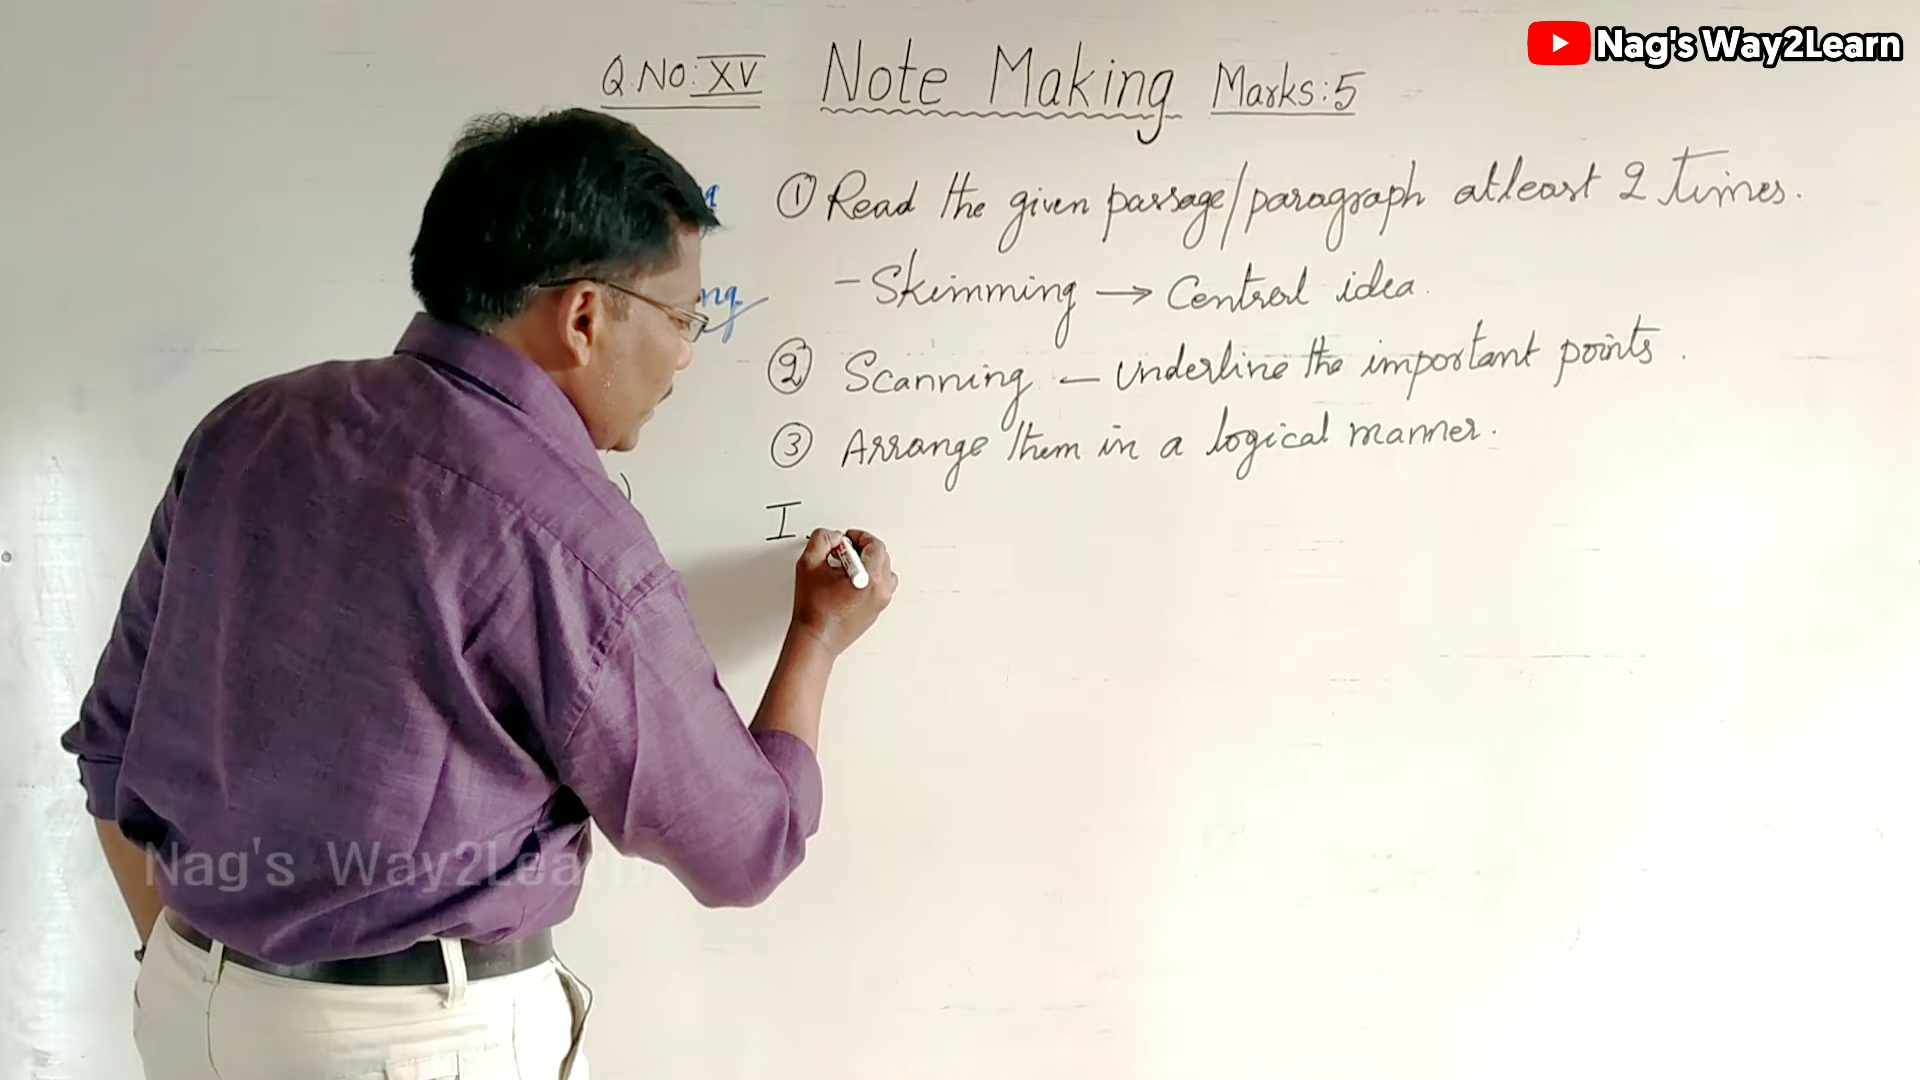 Nag's Way2Learn
Q.NO: XV Note Making Marks: 5
① Read the given passage/paragraph atleast 2 times.
- Skimming → Central idea.
② Scanning - Underline the important points.
③ Arrange them in a logical manner.
I.
Nag's Way2Learn